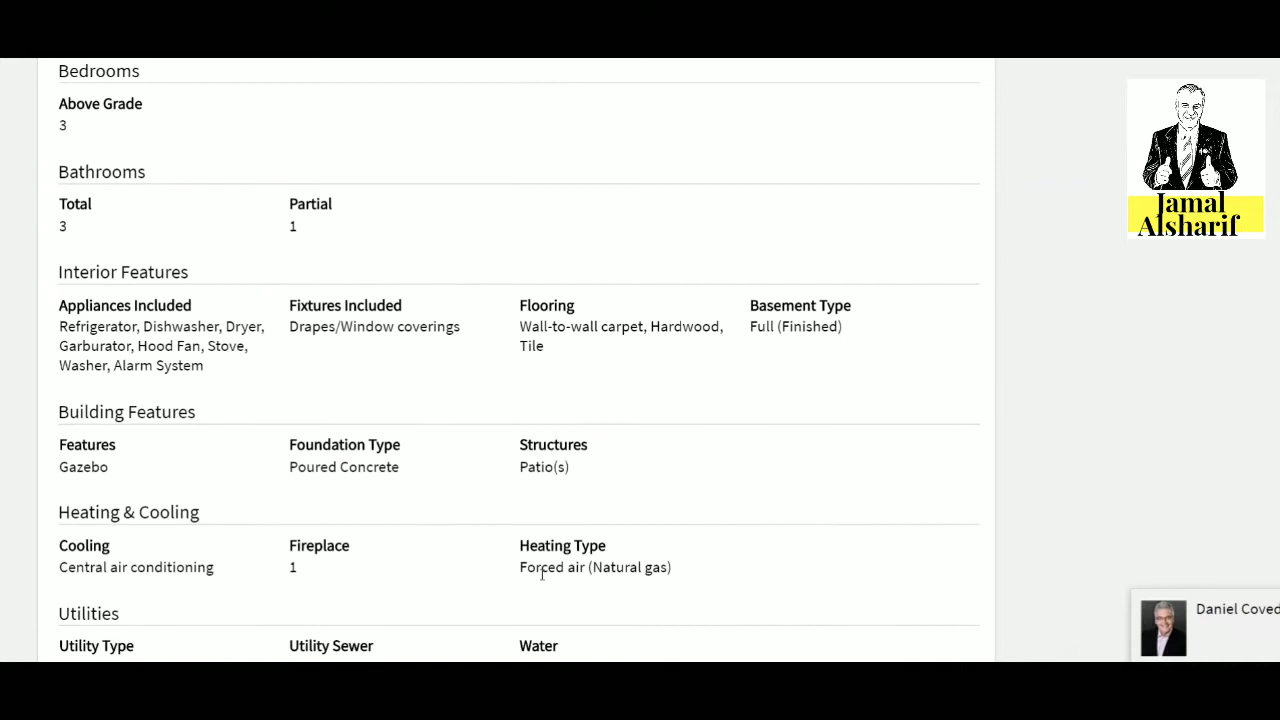 Bedrooms
Above Grade
3
Bathrooms
Total Partial
3 1
Interior Features
Appliances Included Fixtures Included Flooring Basement Type
Refrigerator, Dishwasher, Dryer, Drapes/Window coverings Wall-to-wall carpet, Hardwood, Full (Finished)
Garburator, Hood Fan, Stove, Tile
Washer, Alarm System
Building Features
Features Foundation Type Structures
Gazebo Poured Concrete Patio(s)
Heating & Cooling
Cooling Fireplace Heating Type
Central air conditioning 1 Forced air (Natural gas)
Utilities
Utility Type Utility Sewer Water
Jamal
Alsharif
Daniel Coved